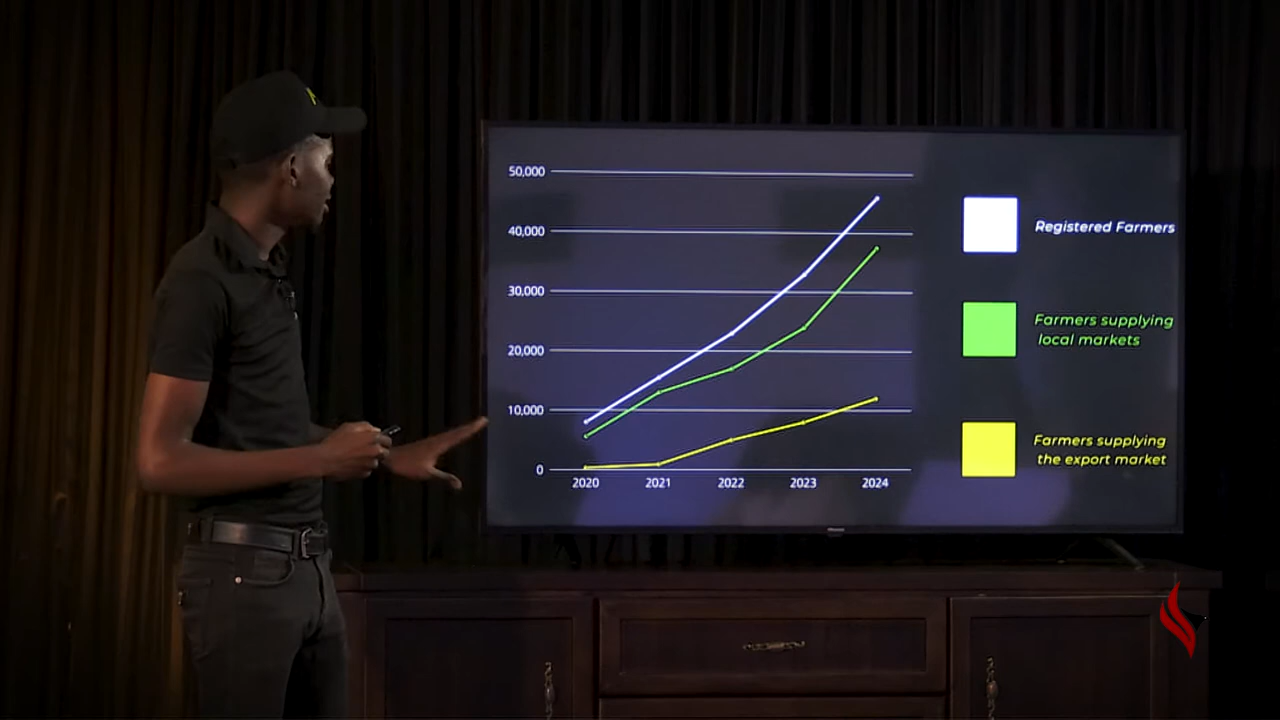 50,000
40,000
30,000
20,000
10,000
0
2020 2021 2022 2023 2024
Registered Farmers
Farmers supplying
local markets
Farmers supplying
the export market